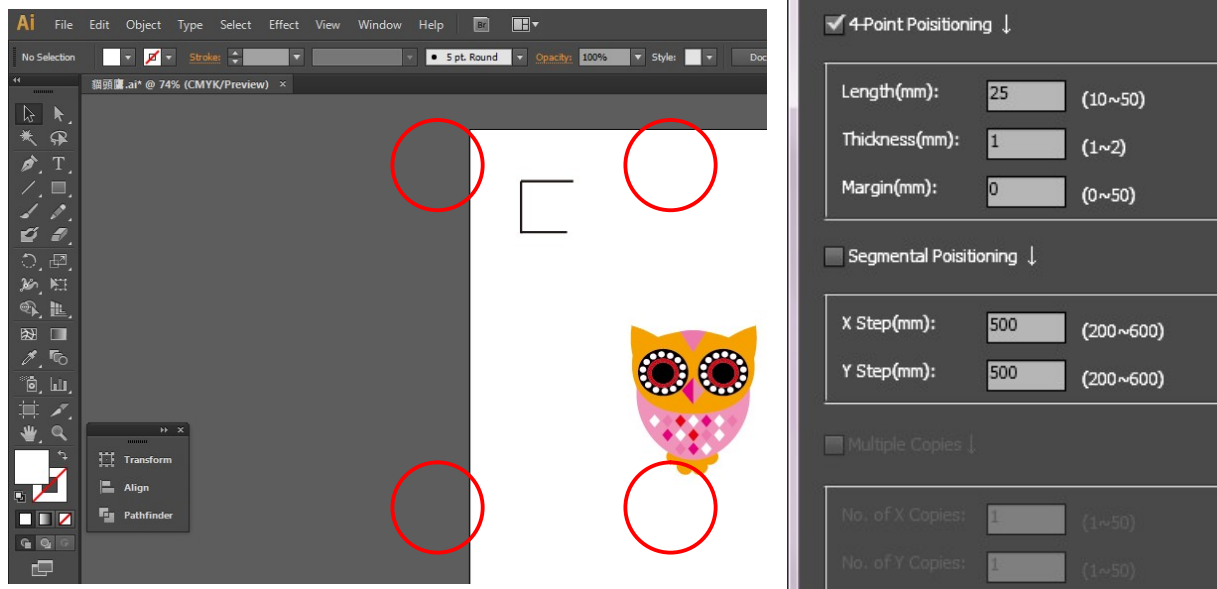 Ai File Edit Object Type Select Effect View Window Help Br
No Selection Stroke: 5 pt. Round Opacity: 100% Style: Doc
貓頭鷹.ai* @ 74% (CMYK/Preview) ×
Transform
Align
Pathfinder
4-Point Poisitioning ↓
Length(mm): 25 (10~50)
Thickness(mm): 1 (1~2)
Margin(mm): 0 (0~50)
Segmental Poisitioning ↓
X Step(mm): 500 (200~600)
Y Step(mm): 500 (200~600)
Multiple Copies ↓
No. of X Copies: 1 (1~50)
No. of Y Copies: 1 (1~50)